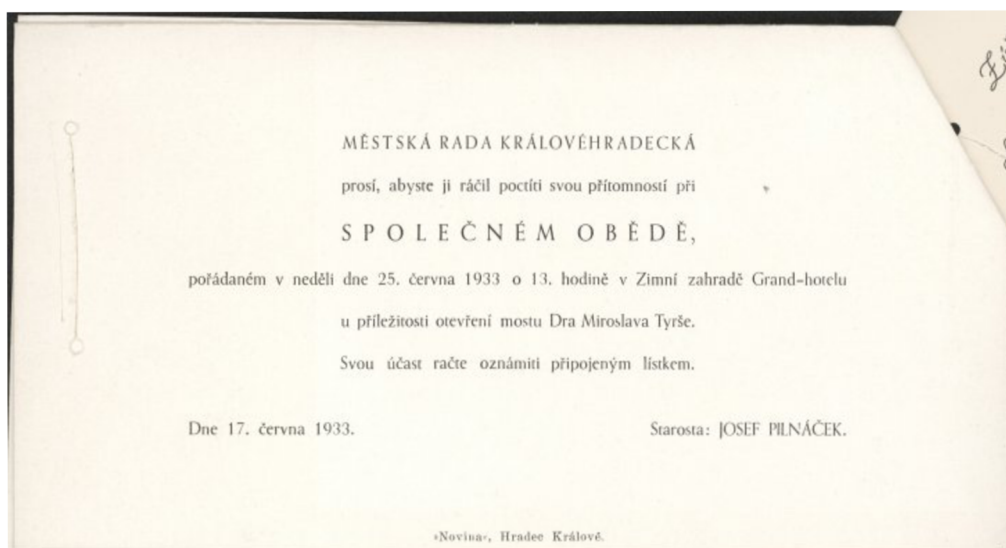 MĚSTSKÁ RADA KRÁLOVÉHRADECKÁ
prosí, abyste ji ráčil poctíti svou přítomností při
SPOLEČNÉM OBĚDĚ,
pořádaném v neděli dne 25. června 1933 o 13. hodině v Zimní zahradě Grand-hotelu
u příležitosti otevření mostu Dra Miroslava Tyrše.
Svou účast račte oznámiti připojeným lístkem.
Dne 17. června 1933. Starosta: JOSEF PILNÁČEK.
»Novina«, Hradec Králové.